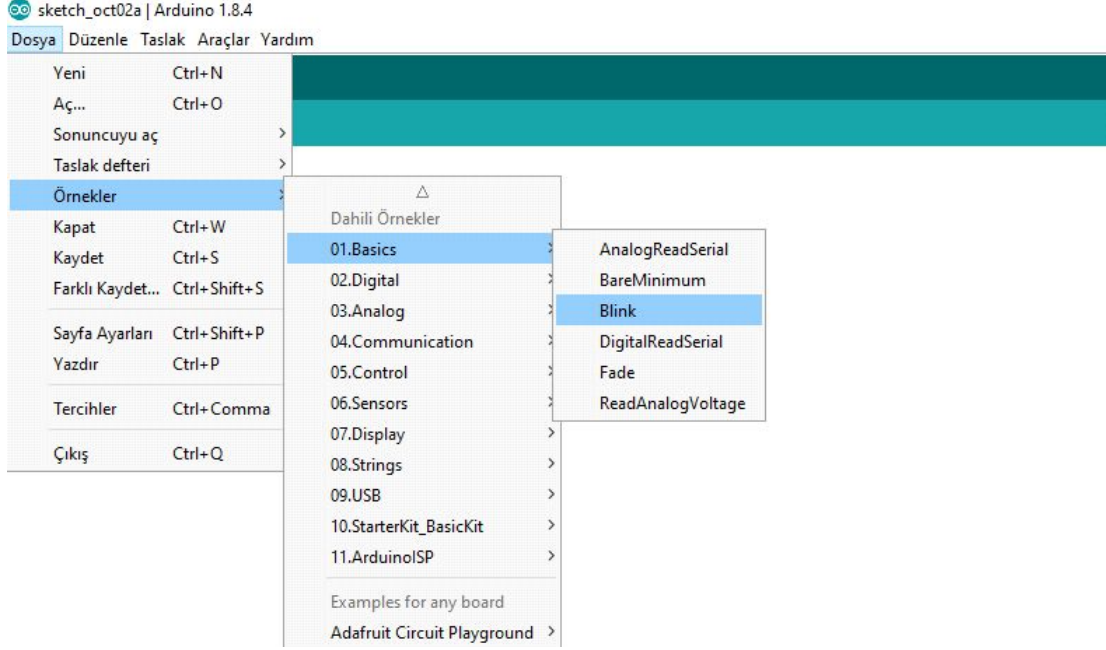 sketch_oct02a | Arduino 1.8.4
Dosya Düzenle Taslak Araçlar Yardım
Yeni Ctrl+N
Aç... Ctrl+O
Sonuncuyu aç
Taslak defteri
Örnekler
Kapat Ctrl+W
Kaydet Ctrl+S
Farklı Kaydet... Ctrl+Shift+S
Sayfa Ayarları Ctrl+Shift+P
Yazdır Ctrl+P
Tercihler Ctrl+Comma
Çıkış Ctrl+Q
Dahili Örnekler
01.Basics
02.Digital
03.Analog
04.Communication
05.Control
06.Sensors
07.Display
08.Strings
09.USB
10.StarterKit_BasicKit
11.ArduinoISP
Examples for any board
Adafruit Circuit Playground
AnalogReadSerial
BareMinimum
Blink
DigitalReadSerial
Fade
ReadAnalogVoltage